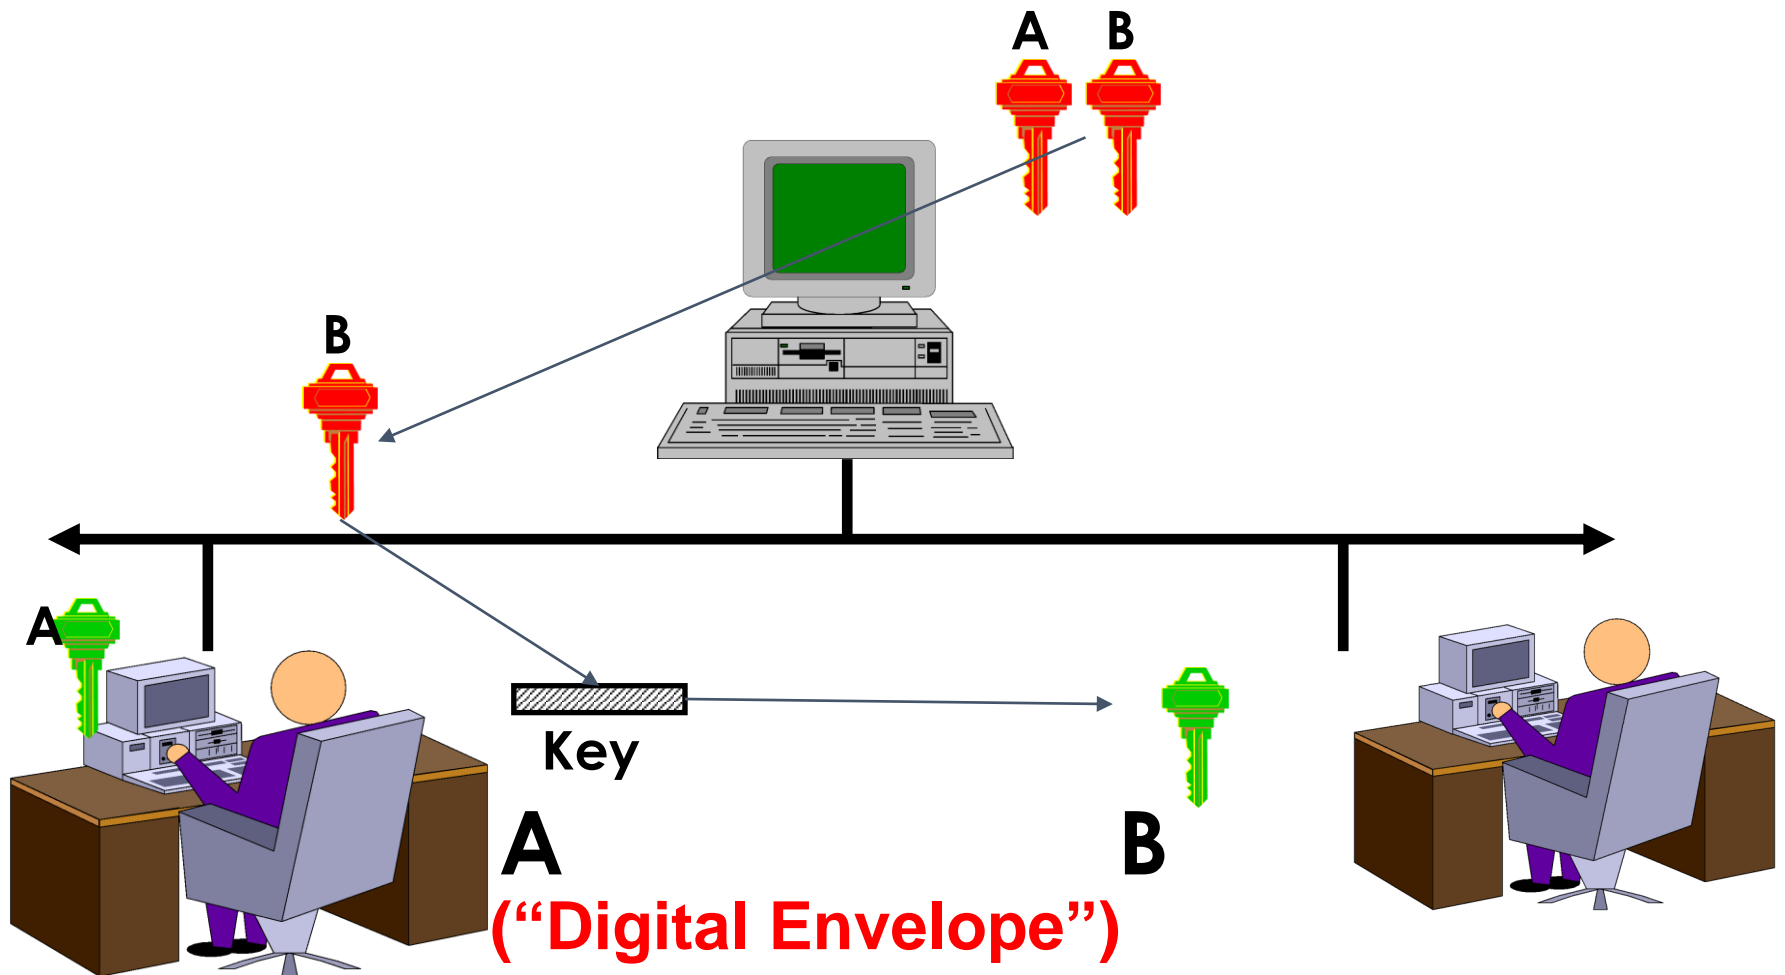 A B
B
A
Key
A B
(“Digital Envelope”)